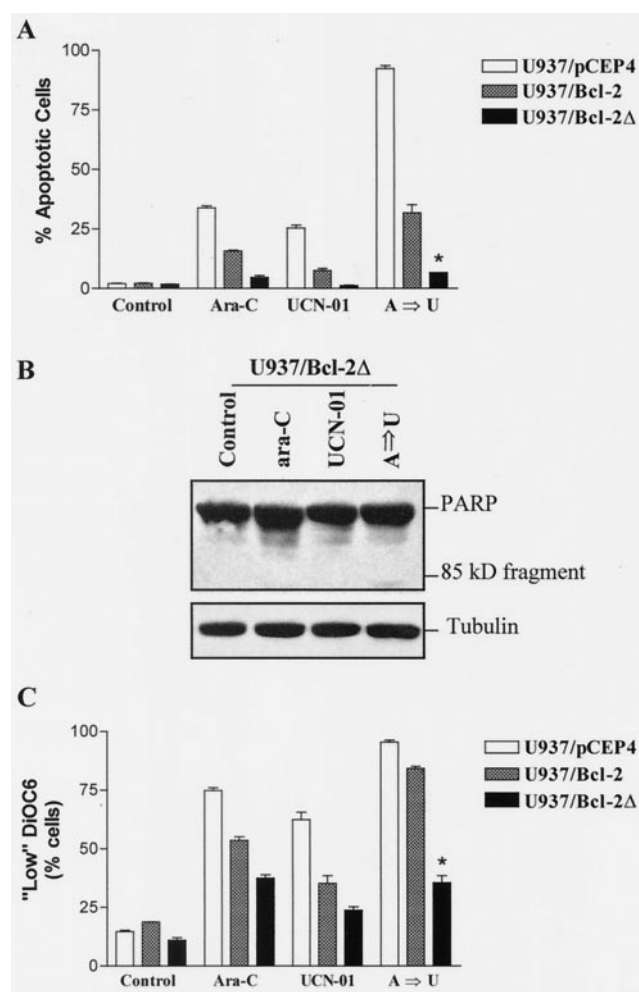 A
% Apoptotic Cells
100
75
50
25
0
Control Ara-C UCN-01 A ⇒ U
*
U937/pCEP4
U937/Bcl-2
U937/Bcl-2Δ
B
U937/Bcl-2Δ
Control ara-C UCN-01 A⇒U
PARP
85 kD fragment
Tubulin
C
"Low" DiOC6
(% cells)
100
75
50
25
0
Control Ara-C UCN-01 A ⇒ U
*
U937/pCEP4
U937/Bcl-2
U937/Bcl-2Δ